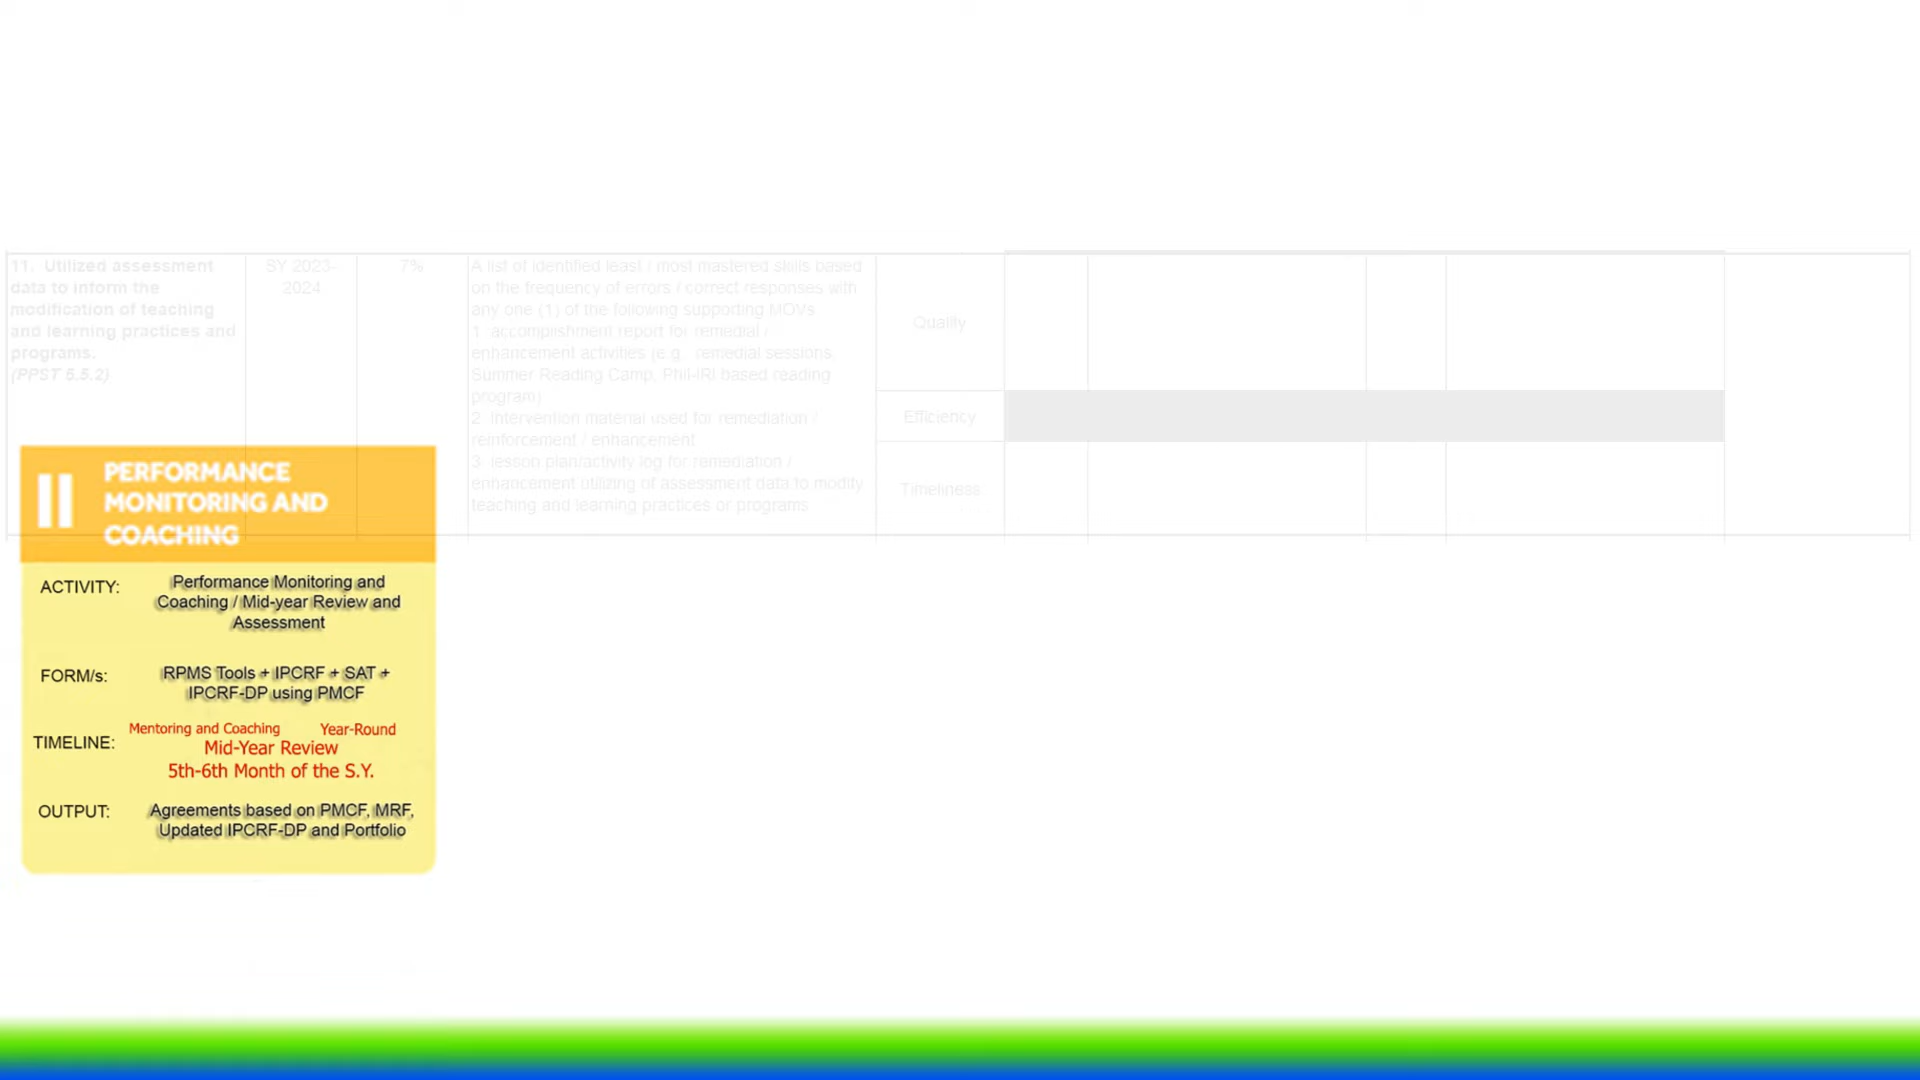 11. Utilized assessment
data to inform the
modification of teaching
and learning practices and
programs.
(PPST 5.5.2)
SY 2023-
2024
7%
A list of identified least / most mastered skills based
on the frequency of errors / correct responses with
any one (1) of the following supporting MOVs
1. accomplishment report for remedial /
enhancement activities (e.g., remedial sessions,
Summer Reading Camp, Phil-IRI based reading
program)
2. intervention material used for remediation /
reinforcement / enhancement
3. lesson plan/activity log for remediation /
enhancement utilizing of assessment data to modify
teaching and learning practices or programs
Quality
Efficiency
Timeliness
II
PERFORMANCE
MONITORING AND
COACHING
ACTIVITY:
Performance Monitoring and
Coaching / Mid-year Review and
Assessment
FORM/s:
RPMS Tools + IPCRF + SAT +
IPCRF-DP using PMCF
TIMELINE:
Mentoring and Coaching Year-Round
Mid-Year Review
5th-6th Month of the S.Y.
OUTPUT:
Agreements based on PMCF, MRF,
Updated IPCRF-DP and Portfolio